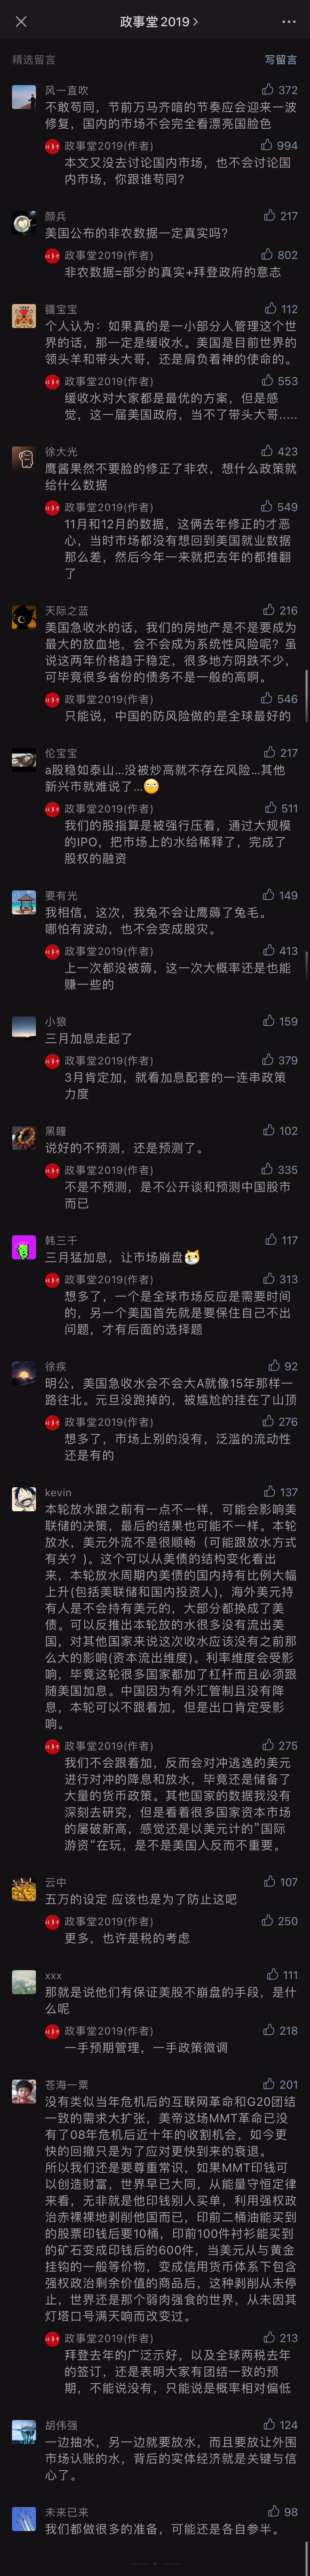 政事堂2019 >
精选留言
写留言
风一直吹
372
不敢苟同，节前万马齐喑的节奏应会迎来一波
修复，国内的市场不会完全看漂亮国脸色
政事堂2019(作者)
994
本文又没去讨论国内市场，也不会讨论国
内市场，你跟谁苟同？
颜兵
217
美国公布的非农数据一定真实吗？
政事堂2019(作者)
802
非农数据=部分的真实+拜登政府的意志
疆宝宝
112
个人认为：如果真的是一小部分人管理这个世
界的话，那一定是缓收水。美国是目前世界的
领头羊和带头大哥，还是肩负着神的使命的。
政事堂2019(作者)
553
缓收水对大家都是最优的方案，但是感
觉，这一届美国政府，当不了带头大哥.....
徐大光
423
鹰酱果然不要脸的修正了非农，想什么政策就
给什么数据
政事堂2019(作者)
549
11月和12月的数据，这俩去年修正的才恶
心，当时市场都没有想回到美国就业数据
那么差，然后今年一来就把去年的都推翻
了
天际之蓝
216
美国急收水的话，我们的房地产是不是要成为
最大的放血地，会不会成为系统性风险呢？虽
说这两年价格趋于稳定，很多地方阴跌不少，
可毕竟很多省份的债务不是一般的高啊。
政事堂2019(作者)
546
只能说，中国的防风险做的是全球最好的
伦宝宝
217
a股稳如泰山…没被炒高就不存在风险…其他
新兴市就难说了…
政事堂2019(作者)
511
我们的股指算是被强行压着，通过大规模
的IPO，把市场上的水给稀释了，完成了
股权的融资
要有光
149
我相信，这次，我兔不会让鹰薅了兔毛。
哪怕有波动，也不会变成股灾。
政事堂2019(作者)
413
上一次都没被薅，这一次大概率还是也能
赚一些的
小狼
159
三月加息走起了
政事堂2019(作者)
379
3月肯定加，就看加息配套的一连串政策
力度
黑瞳
102
说好的不预测，还是预测了。
政事堂2019(作者)
335
不是不预测，是不公开谈和预测中国股市
而已
韩三千
117
三月猛加息，让市场崩盘
政事堂2019(作者)
313
想多了，一个是全球市场反应是需要时间
的，另一个美国首先就是要保住自己不出
问题，才有后面的选择题
徐疾
92
明公，美国急收水会不会大A就像15年那样一
路往北。元旦没跑掉的，被尴尬的挂在了山顶
政事堂2019(作者)
276
想多了，市场上别的没有，泛滥的流动性
还是有的
kevin
137
本轮放水跟之前有一点不一样，可能会影响美
联储的决策，最后的结果也可能不一样。本轮
放水，美元外流不是很顺畅（可能跟放水方式
有关？）。这个可以从美债的结构变化看出
来，本轮放水周期内美债的国内持有比例大幅
上升(包括美联储和国内投资人)，海外美元持
有人是不会持有美元的，大部分都换成了美
债。可以反推出本轮放的水很多没有流出美
国，对其他国家来说这次收水应该没有之前那
么大的影响(资本流出维度)。利率维度会受影
响，毕竟这轮很多国家都加了杠杆而且必须跟
随美国加息。中国因为有外汇管制且没有降
息，本轮可以不跟着加，但是出口肯定受影
响。
政事堂2019(作者)
275
我们不会跟着加，反而会对冲逃逸的美元
进行对冲的降息和放水，毕竟还是储备了
大量的货币政策。其他国家的数据我没有
深刻去研究，但是看着很多国家资本市场
的屡破新高，感觉还是以美元计的”国际
游资“在玩，是不是美国人反而不重要。
云中
107
五万的设定 应该也是为了防止这吧
政事堂2019(作者)
250
更多，也许是税的考虑
xxx
111
那就是说他们有保证美股不崩盘的手段，是什
么呢
政事堂2019(作者)
218
一手预期管理，一手政策微调
苍海一粟
201
没有类似当年危机后的互联网革命和G20团结
一致的需求大扩张，美帝这场MMT革命已没
有了08年危机后近十年的收割机会，如今更
快的回撤只是为了应对更快到来的衰退。
所以我们还是要尊重常识，如果MMT印钱可
以创造财富，世界早已大同，从能量守恒定律
来看，无非就是他印钱别人买单，利用强权政
治赤裸裸地剥削他国而已，印前二桶油能买到
的股票印钱后要10桶，印前100件衬衫能买到
的矿石变成印钱后的600件，当美元从与黄金
挂钩的一般等价物，变成信用货币体系下包含
强权政治剩余价值的商品后，这种剥削从未停
止，世界还是那个弱肉强食的世界，从未因其
灯塔口号满天响而改变过。
政事堂2019(作者)
213
拜登去年的广泛示好，以及全球两税去年
的签订，还是表明大家有团结一致的预
期，不能说没有，只能说是概率相对偏低
胡伟强
124
一边抽水，另一边就要放水，而且要放让外围
市场认账的水，背后的实体经济就是关键与信
心了。
未来已来
98
我们都做很多的准备，可能还是各自参半。